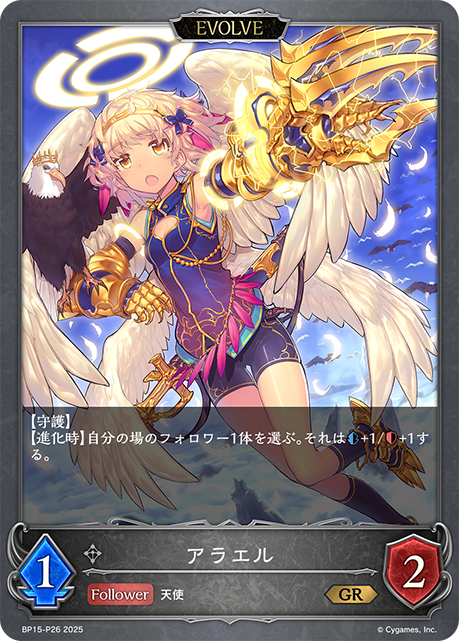 EVOLVE
【守護】
【進化時】自分の場のフォロワー1体を選ぶ。それは+1/+1す
る。
アラエル
1
2
Follower 天使
GR
BP15-P26 2025
© Cygames, Inc.